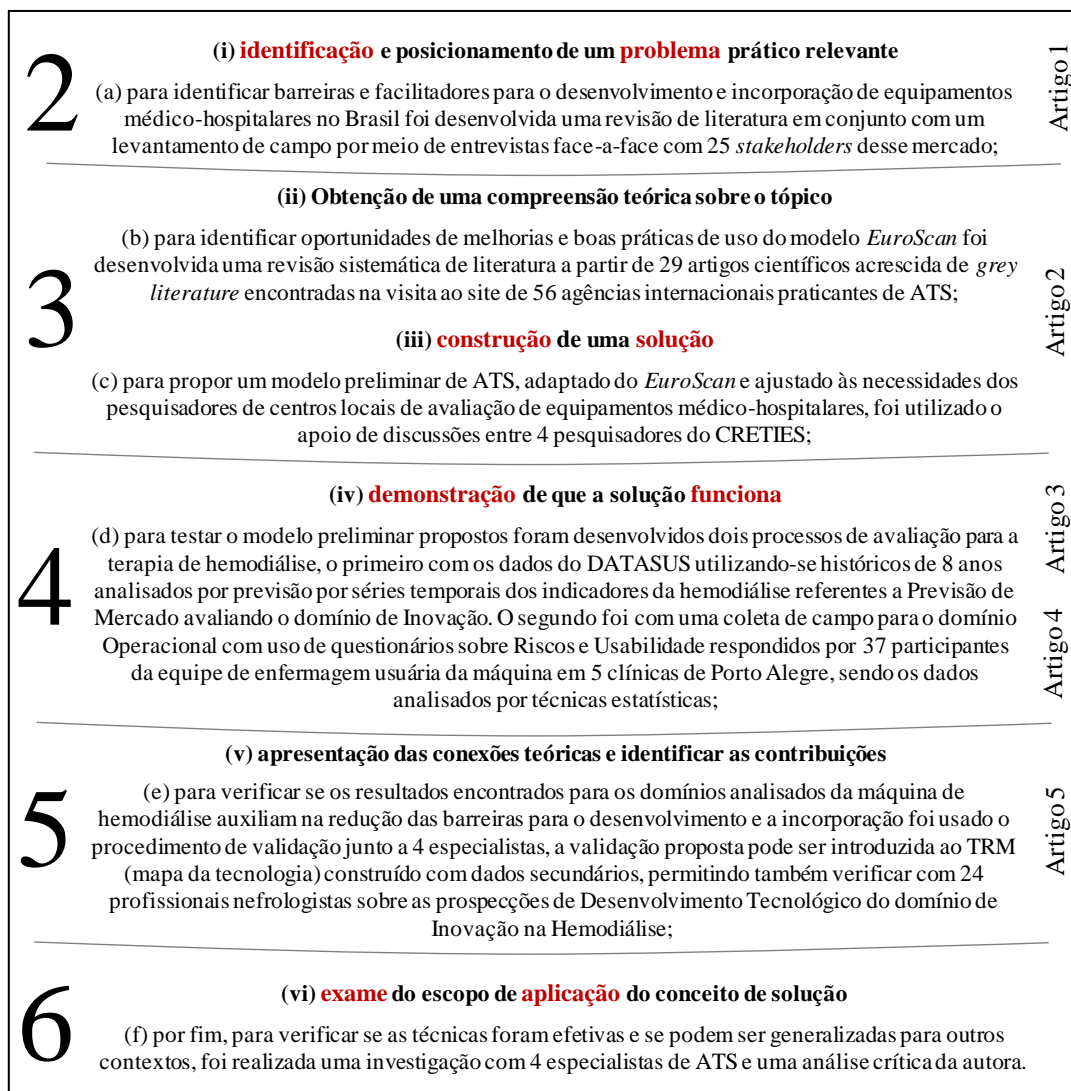 2
(i) identificação e posicionamento de um problema prático relevante
(a) para identificar barreiras e facilitadores para o desenvolvimento e incorporação de equipamentos
médico-hospitalares no Brasil foi desenvolvida uma revisão de literatura em conjunto com um
levantamento de campo por meio de entrevistas face-a-face com 25 stakeholders desse mercado;
Artigo 1
3
(ii) Obtenção de uma compreensão teórica sobre o tópico
(b) para identificar oportunidades de melhorias e boas práticas de uso do modelo EuroScan foi
desenvolvida uma revisão sistemática de literatura a partir de 29 artigos científicos acrescida de grey
literature encontradas na visita ao site de 56 agências internacionais praticantes de ATS;
(iii) construção de uma solução
(c) para propor um modelo preliminar de ATS, adaptado do EuroScan e ajustado às necessidades dos
pesquisadores de centros locais de avaliação de equipamentos médico-hospitalares, foi utilizado o
apoio de discussões entre 4 pesquisadores do CRETIES;
Artigo 2
4
(iv) demonstração de que a solução funciona
(d) para testar o modelo preliminar propostos foram desenvolvidos dois processos de avaliação para a
terapia de hemodiálise, o primeiro com os dados do DATASUS utilizando-se históricos de 8 anos
analisados por previsão por séries temporais dos indicadores da hemodiálise referentes a Previsão de
Mercado avaliando o domínio de Inovação. O segundo foi com uma coleta de campo para o domínio
Operacional com uso de questionários sobre Riscos e Usabilidade respondidos por 37 participantes
da equipe de enfermagem usuária da máquina em 5 clínicas de Porto Alegre, sendo os dados
analisados por técnicas estatísticas;
Artigo 3
Artigo 4
5
(v) apresentação das conexões teóricas e identificar as contribuições
(e) para verificar se os resultados encontrados para os domínios analisados da máquina de
hemodiálise auxiliam na redução das barreiras para o desenvolvimento e a incorporação foi usado o
procedimento de validação junto a 4 especialistas, a validação proposta pode ser introduzida ao TRM
(mapa da tecnologia) construído com dados secundários, permitindo também verificar com 24
profissionais nefrologistas sobre as prospecções de Desenvolvimento Tecnológico do domínio de
Inovação na Hemodiálise;
Artigo 5
6
(vi) exame do escopo de aplicação do conceito de solução
(f) por fim, para verificar se as técnicas foram efetivas e se podem ser generalizadas para outros
contextos, foi realizada uma investigação com 4 especialistas de ATS e uma análise crítica da autora.